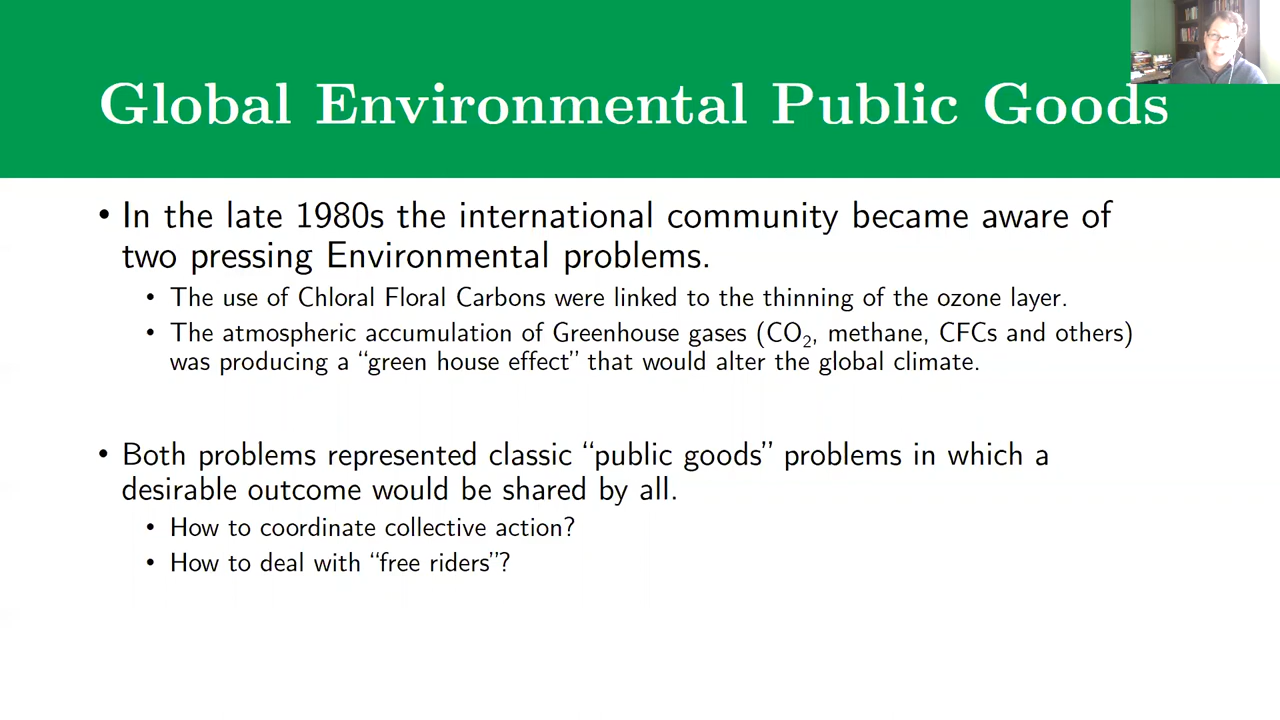 Global Environmental Public Goods
• In the late 1980s the international community became aware of
two pressing Environmental problems.
• The use of Chloral Floral Carbons were linked to the thinning of the ozone layer.
• The atmospheric accumulation of Greenhouse gases (CO₂, methane, CFCs and others)
was producing a “green house effect” that would alter the global climate.
• Both problems represented classic “public goods” problems in which a
desirable outcome would be shared by all.
• How to coordinate collective action?
• How to deal with “free riders”?